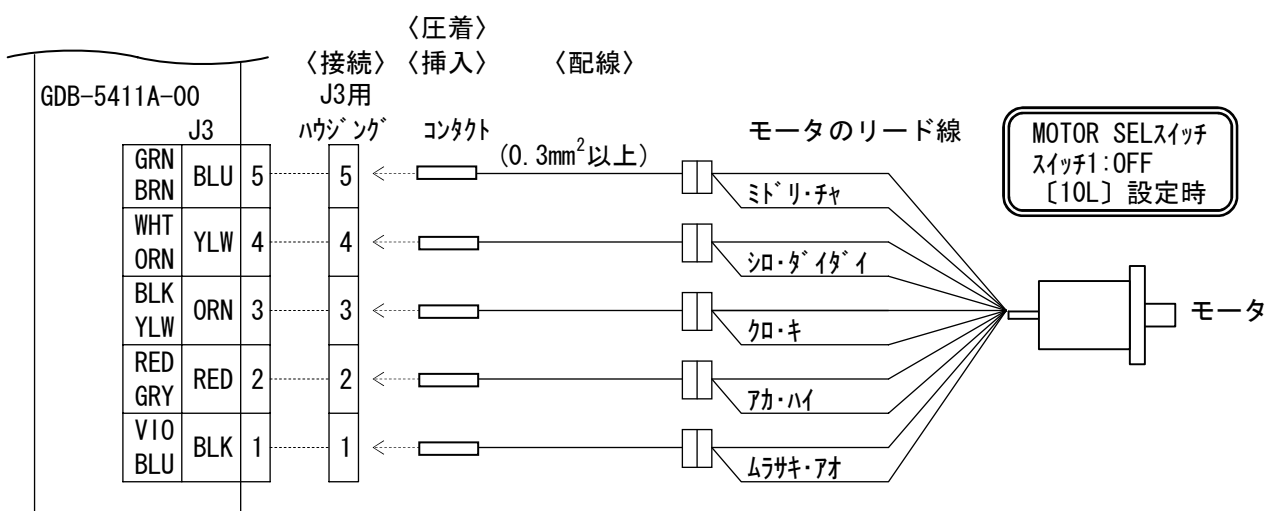 〈圧着〉
〈接続〉〈挿入〉 〈配線〉
GDB-5411A-00
J3用
J3
ﾊｳｼﾞﾝｸﾞ
ｺﾝﾀｸﾄ
(0.3mm²以上)
モータのリード線
MOTOR SELｽｲｯﾁ
ｽｲｯﾁ1:OFF
〔10L〕設定時
GRN
BRN
BLU 5
5
ﾐﾄﾞﾘ･ﾁｬ
WHT
ORN
YLW 4
4
ｼﾛ･ﾀﾞｲﾀﾞｲ
BLK
YLW
ORN 3
3
ｸﾛ･ｷ
モータ
RED
GRY
RED 2
2
ｱｶ･ﾊｲ
VIO
BLU
BLK 1
1
ﾑﾗｻｷ･ｱｵ